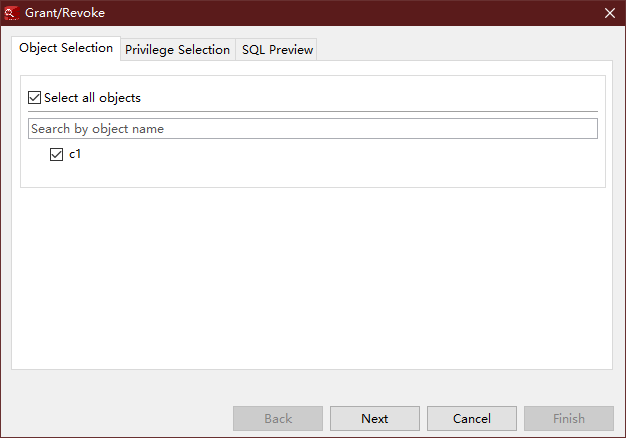 Grant/Revoke
Object Selection Privilege Selection SQL Preview
Select all objects
Search by object name
c1
Back Next Cancel Finish